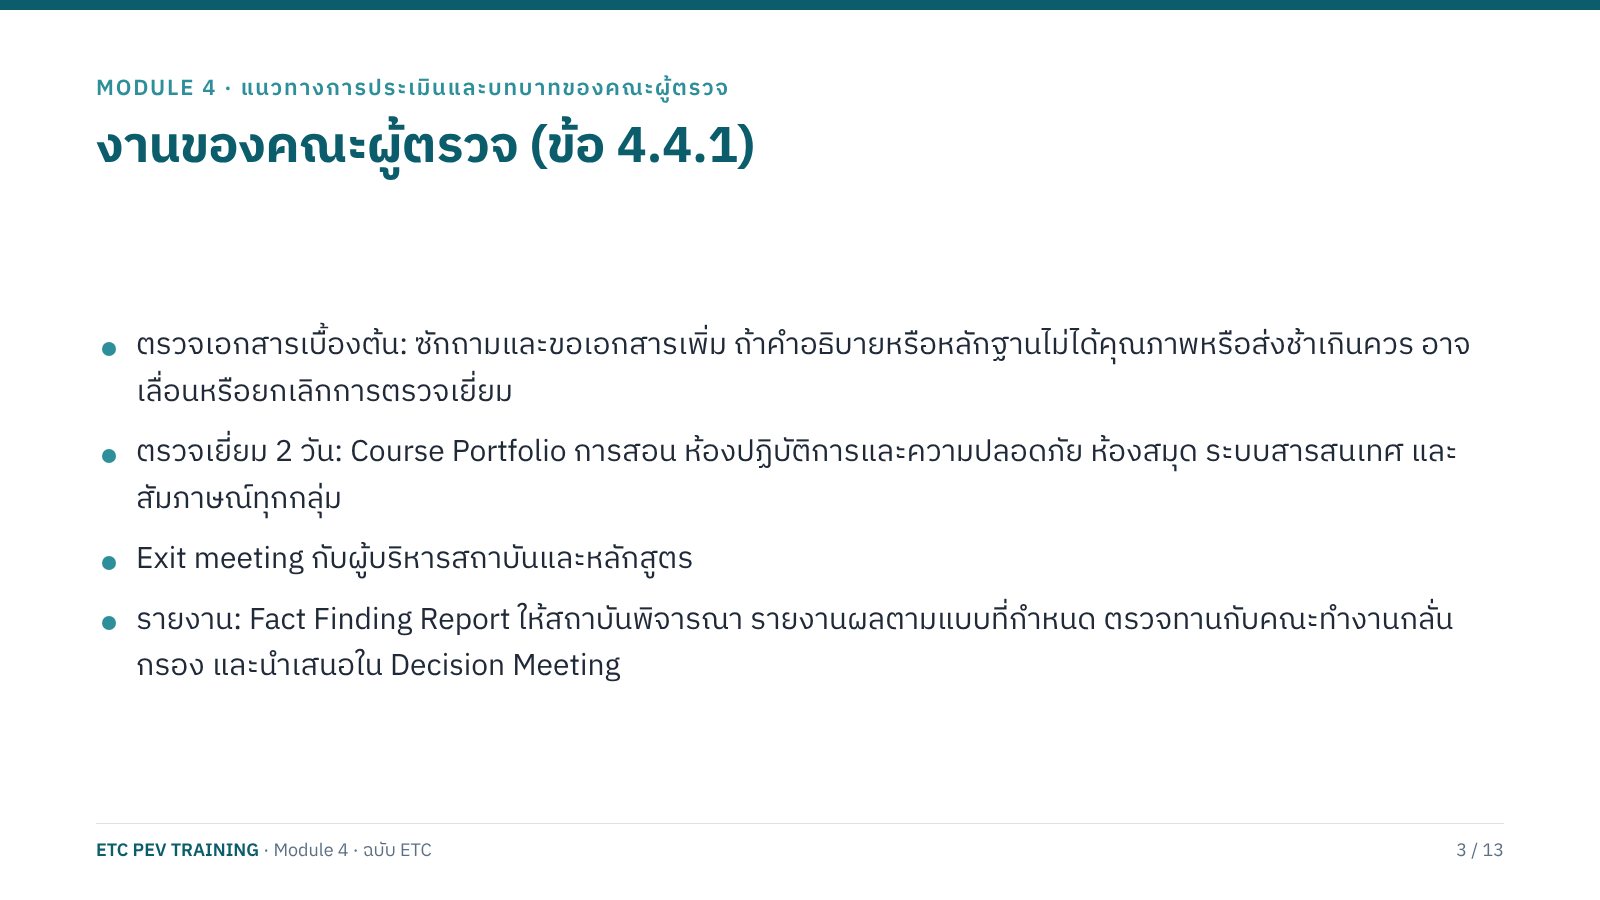 MODULE 4 · แนวทางการประเมินและบทบาทของคณะผู้ตรวจ
งานของคณะผู้ตรวจ (ข้อ 4.4.1)
● ตรวจเอกสารเบื้องต้น: ซักถามและขอเอกสารเพิ่ม ถ้าคำอธิบายหรือหลักฐานไม่ได้คุณภาพหรือส่งช้าเกินควร อาจ
เลื่อนหรือยกเลิกการตรวจเยี่ยม
● ตรวจเยี่ยม 2 วัน: Course Portfolio การสอน ห้องปฏิบัติการและความปลอดภัย ห้องสมุด ระบบสารสนเทศ และ
สัมภาษณ์ทุกกลุ่ม
● Exit meeting กับผู้บริหารสถาบันและหลักสูตร
● รายงาน: Fact Finding Report ให้สถาบันพิจารณา รายงานผลตามแบบที่กำหนด ตรวจทานกับคณะทำงานกลั่น
กรอง และนำเสนอใน Decision Meeting
ETC PEV TRAINING · Module 4 · ฉบับ ETC
3 / 13